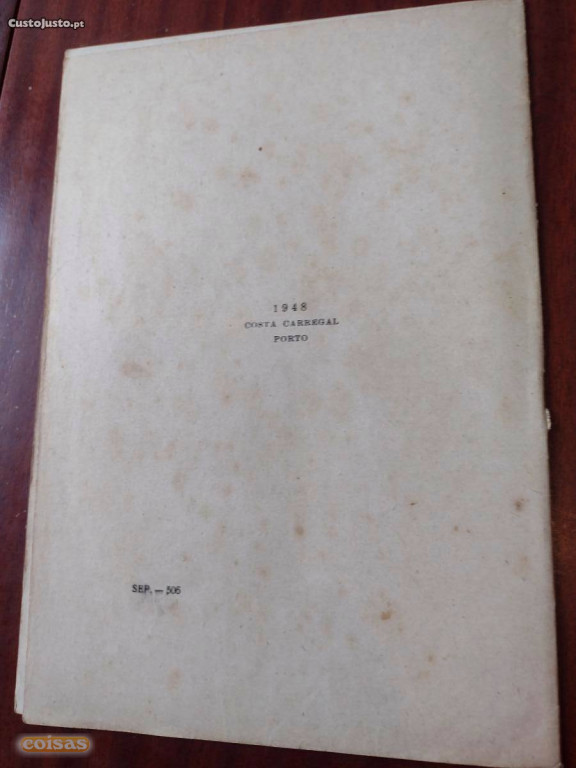 CustoJusto.pt
1948
COSTA CARREGAL
PORTO
SEP. — 506
coisas